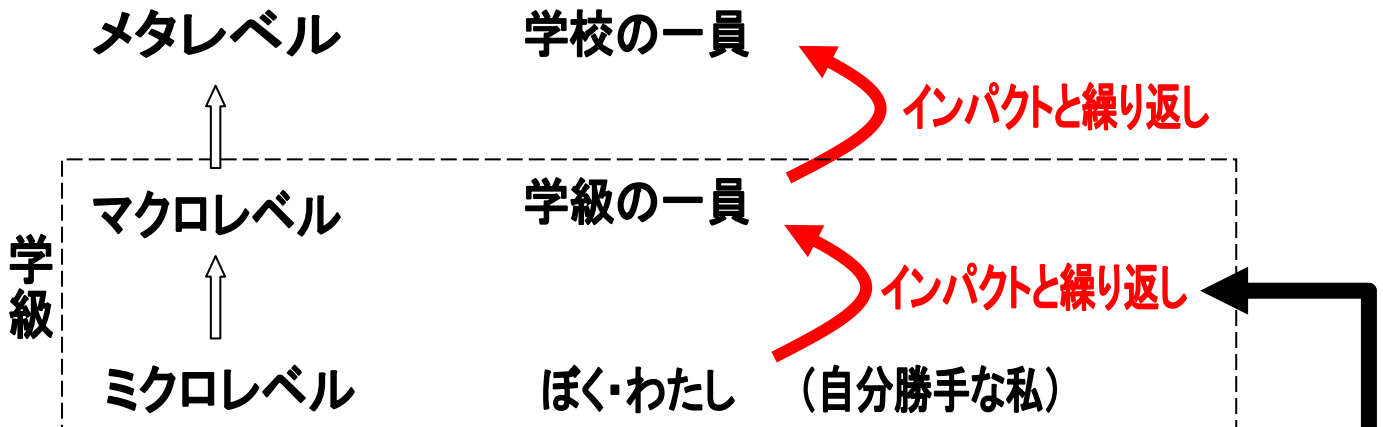 メタレベル 学校の一員
インパクトと繰り返し
マクロレベル 学級の一員
学級
インパクトと繰り返し
ミクロレベル ぼく・わたし （自分勝手な私）